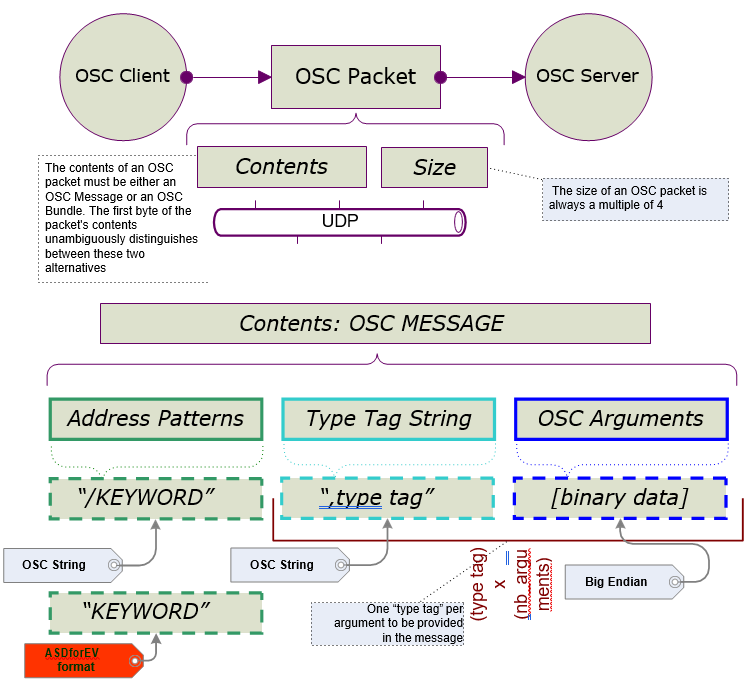 OSC Client
OSC Packet
OSC Server
Contents
Size
The contents of an OSC
packet must be either an
OSC Message or an OSC
Bundle. The first byte of the
packet's contents
unambiguously distinguishes
between these two
alternatives
The size of an OSC packet is
always a multiple of 4
UDP
Contents: OSC MESSAGE
Address Patterns
Type Tag String
OSC Arguments
“/KEYWORD”
“,type tag”
[binary data]
OSC String
OSC String
Big Endian
(type tag)
x =
(nb_argu
ments)
“KEYWORD”
One “type tag” per
argument to be provided
in the message
ASDforEV
format